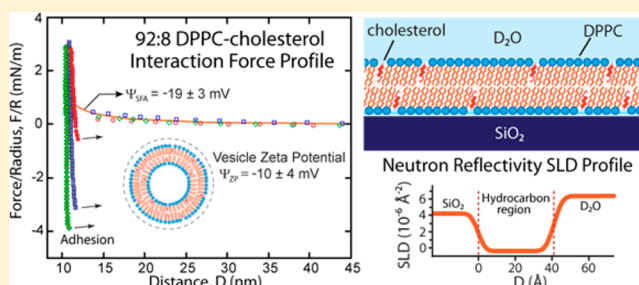 92:8 DPPC-cholesterol
Interaction Force Profile
Ψ_SFA = -19 ± 3 mV
Vesicle Zeta Potential
Ψ_ZP = -10 ± 4 mV
Adhesion
Force/Radius, F/R (mN/m)
4
2
0
-2
-4
10 15 20 25 30 35 40 45
Distance, D (nm)
cholesterol
D₂O
DPPC
SiO₂
Neutron Reflectivity SLD Profile
SLD (10⁻⁶ Å⁻²)
8
4
0
SiO₂
Hydrocarbon
region
D₂O
0 20 40 60
D (Å)